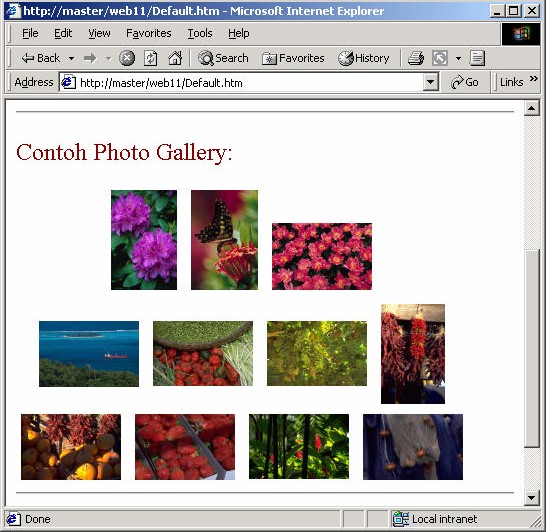 http://master/web11/Default.htm - Microsoft Internet Explorer
File Edit View Favorites Tools Help
Back Search Favorites History
Address http://master/web11/Default.htm Go Links »
Contoh Photo Gallery:
Done Local intranet